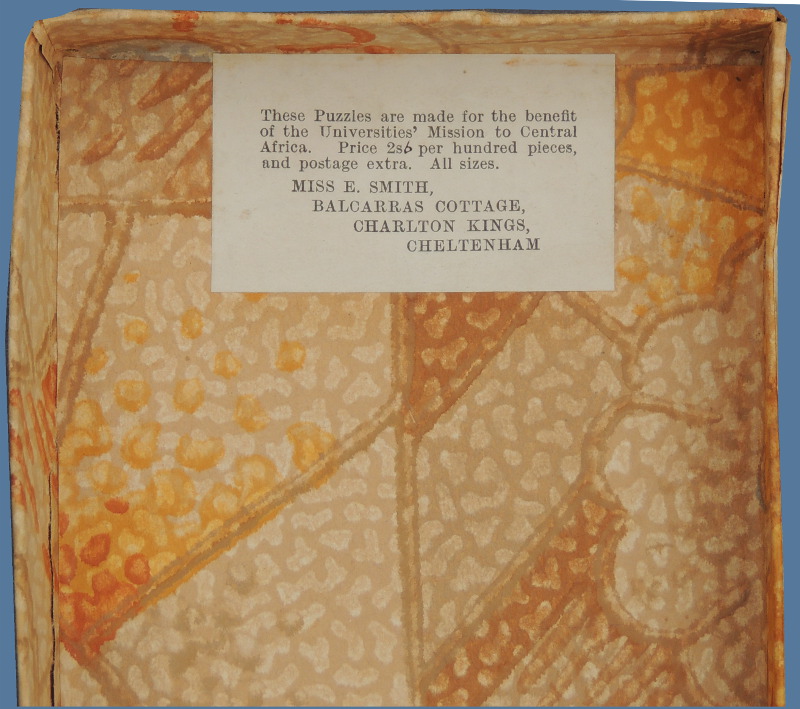 These Puzzles are made for the benefit
of the Universities' Mission to Central
Africa. Price 2s6 per hundred pieces,
and postage extra. All sizes.
MISS E. SMITH,
BALCARRAS COTTAGE,
CHARLTON KINGS,
CHELTENHAM